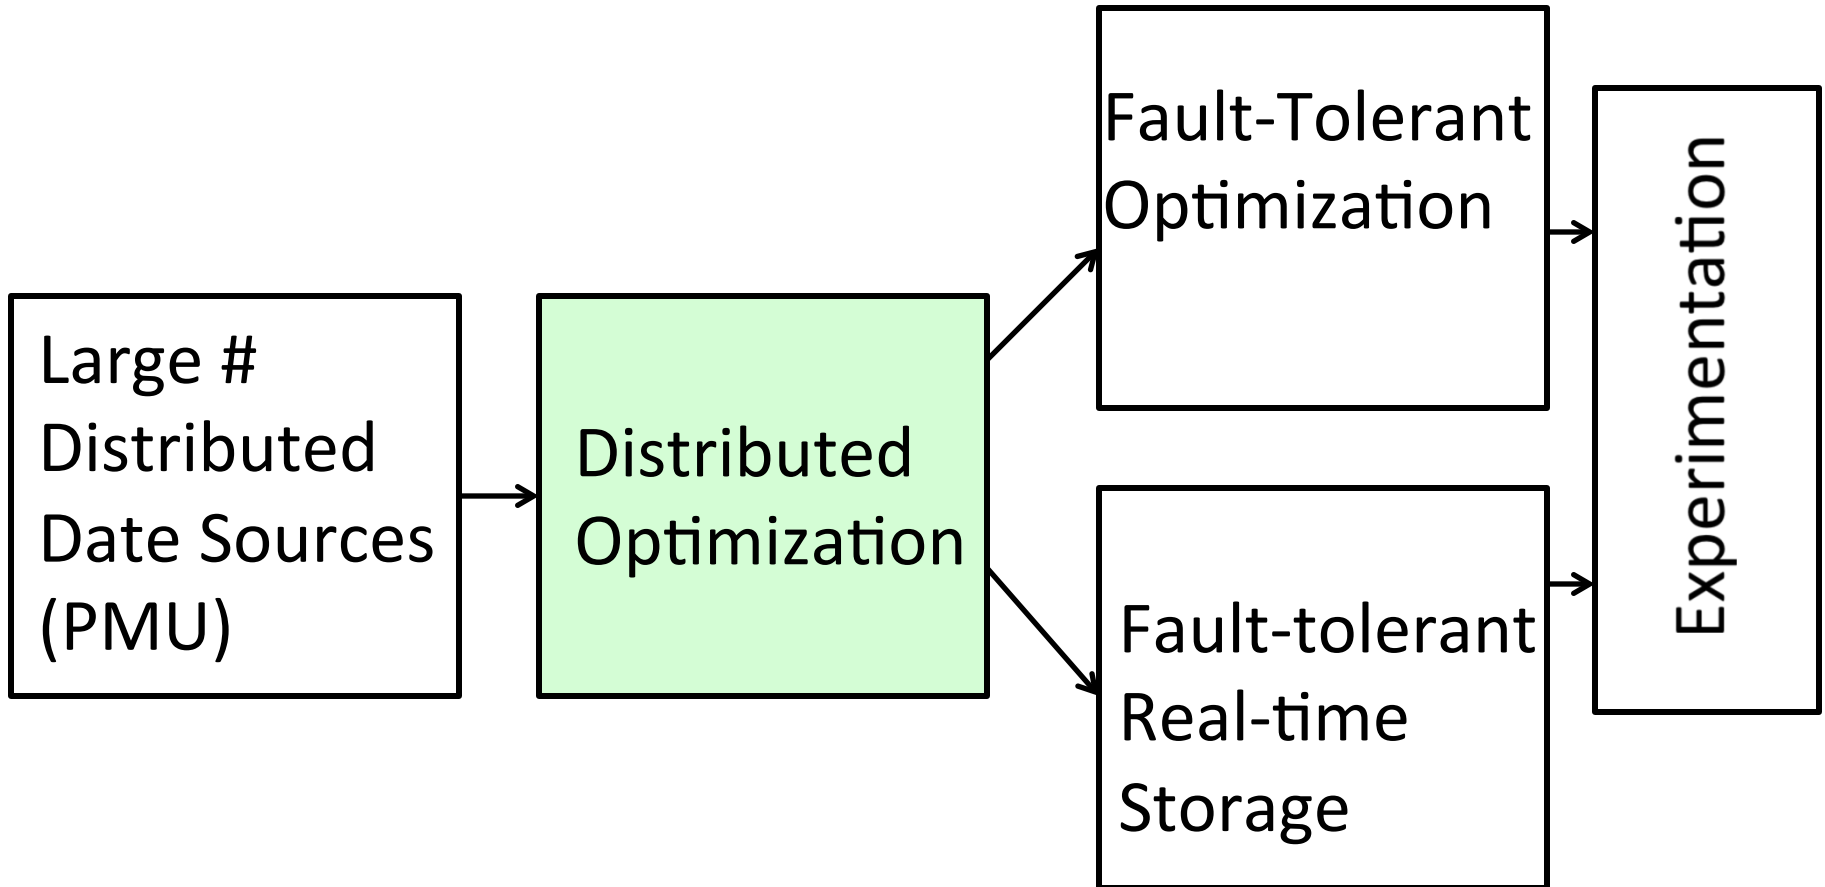 Large #
Distributed
Date Sources
(PMU)
Distributed
Optimization
Fault-Tolerant
Optimization
Fault-tolerant
Real-time
Storage
Experimentation